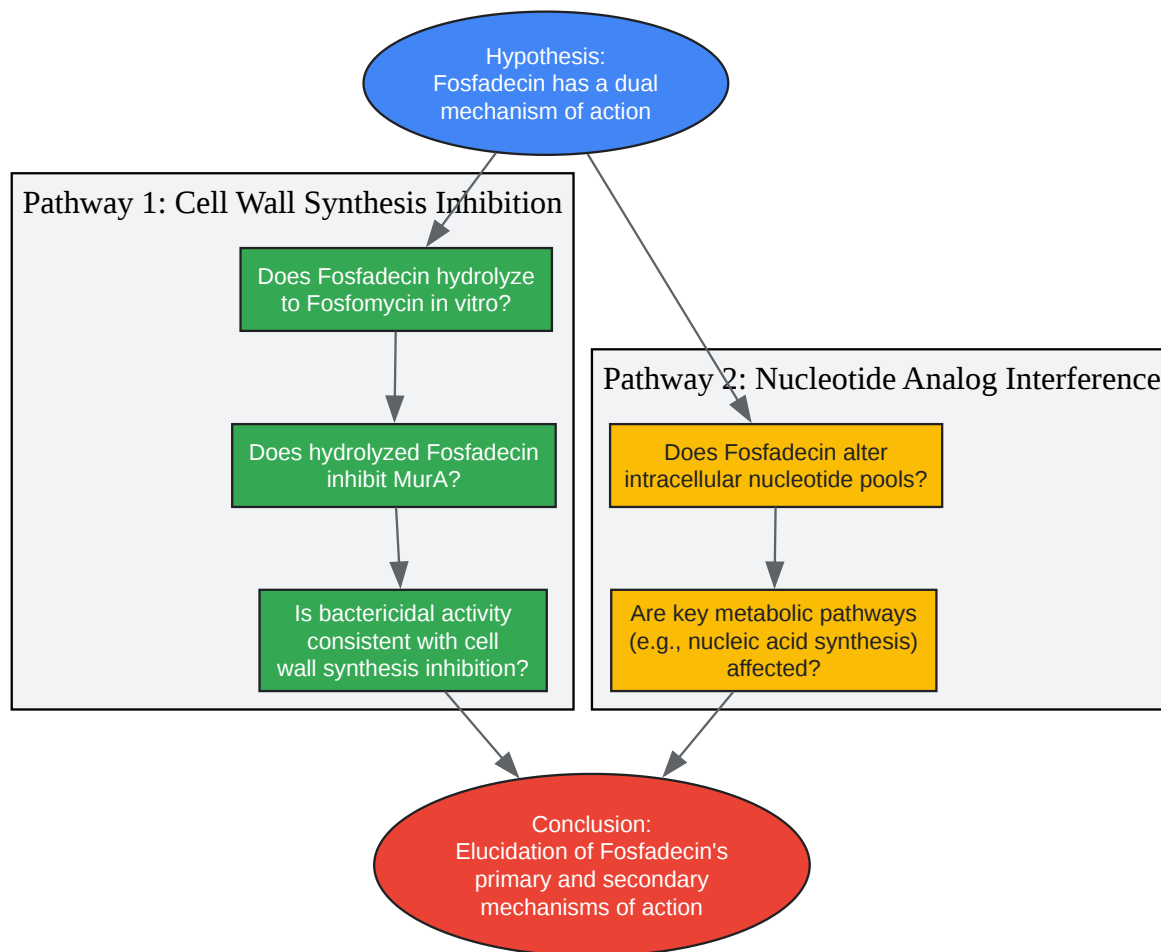 Hypothesis:
Fosfadecin has a dual
mechanism of action
Pathway 1: Cell Wall Synthesis Inhibition
Does Fosfadecin hydrolyze
to Fosfomycin in vitro?
Does hydrolyzed Fosfadecin
inhibit MurA?
Is bactericidal activity
consistent with cell
wall synthesis inhibition?
Pathway 2: Nucleotide Analog Interference
Does Fosfadecin alter
intracellular nucleotide pools?
Are key metabolic pathways
(e.g., nucleic acid synthesis)
affected?
Conclusion:
Elucidation of Fosfadecin's
primary and secondary
mechanisms of action